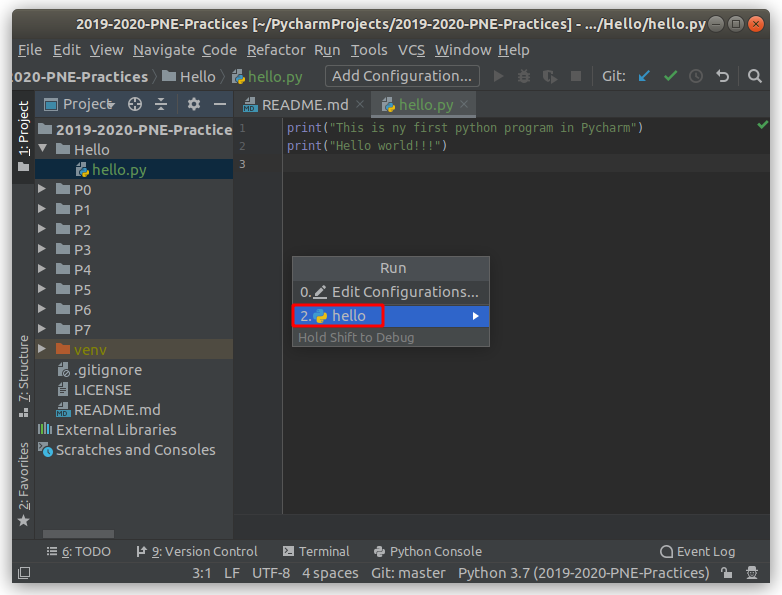 2019-2020-PNE-Practices [~/PycharmProjects/2019-2020-PNE-Practices] - .../Hello/hello.py
File Edit View Navigate Code Refactor Run Tools VCS Window Help
2020-PNE-Practices Hello hello.py Add Configuration... Git:
1: Project
Project
README.md
hello.py
2019-2020-PNE-Practice
Hello
hello.py
P0
P1
P2
P3
P4
P5
P6
P7
venv
.gitignore
LICENSE
README.md
External Libraries
Scratches and Consoles
7: Structure
2: Favorites
1 print("This is ny first python program in Pycharm")
2 print("Hello world!!!")
3
Run
0. Edit Configurations...
2. hello
Hold Shift to Debug
6: TODO 9: Version Control Terminal Python Console Event Log
3:1 LF UTF-8 4 spaces Git: master Python 3.7 (2019-2020-PNE-Practices)